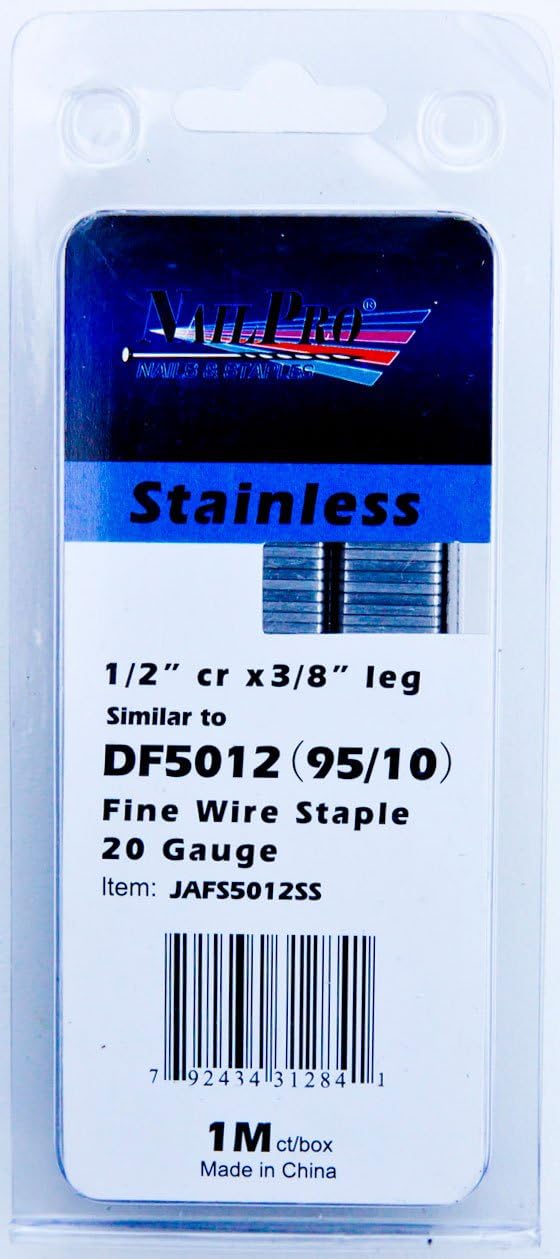 NAILPRO®
NAILS & STAPLES
Stainless
1/2” cr x3/8” leg
Similar to
DF5012（95/10）
Fine Wire Staple
20 Gauge
Item: JAFS5012SS
7 92434 31284 1
1M ct/box
Made in China